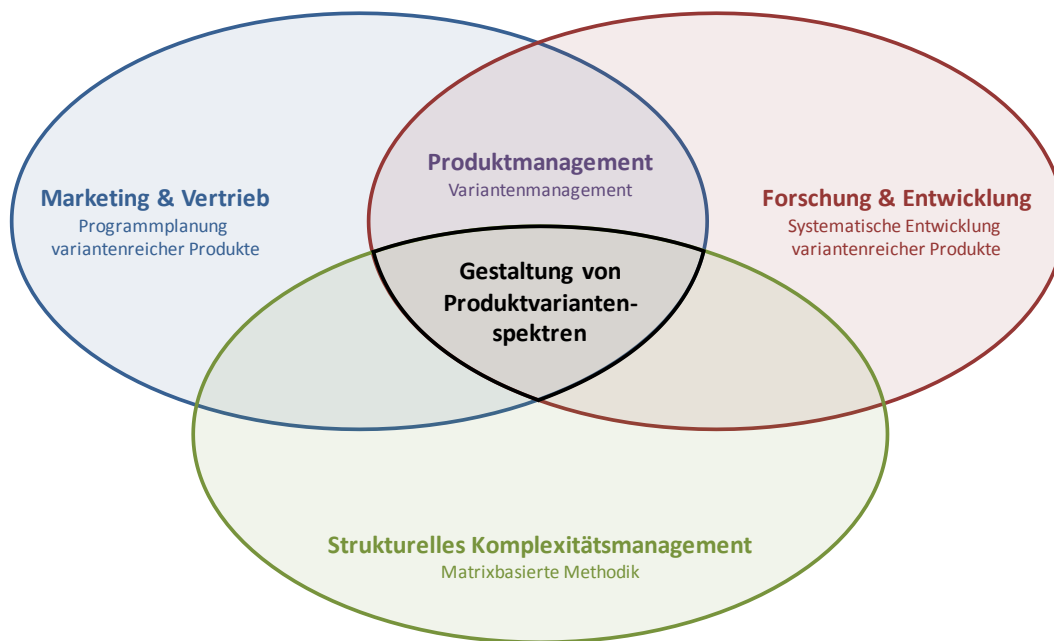 Produktmanagement
Variantenmanagement
Marketing & Vertrieb
Programmplanung
variantenreicher Produkte
Forschung & Entwicklung
Systematische Entwicklung
variantenreicher Produkte
Gestaltung von
Produktvarianten-
spektren
Strukturelles Komplexitätsmanagement
Matrixbasierte Methodik